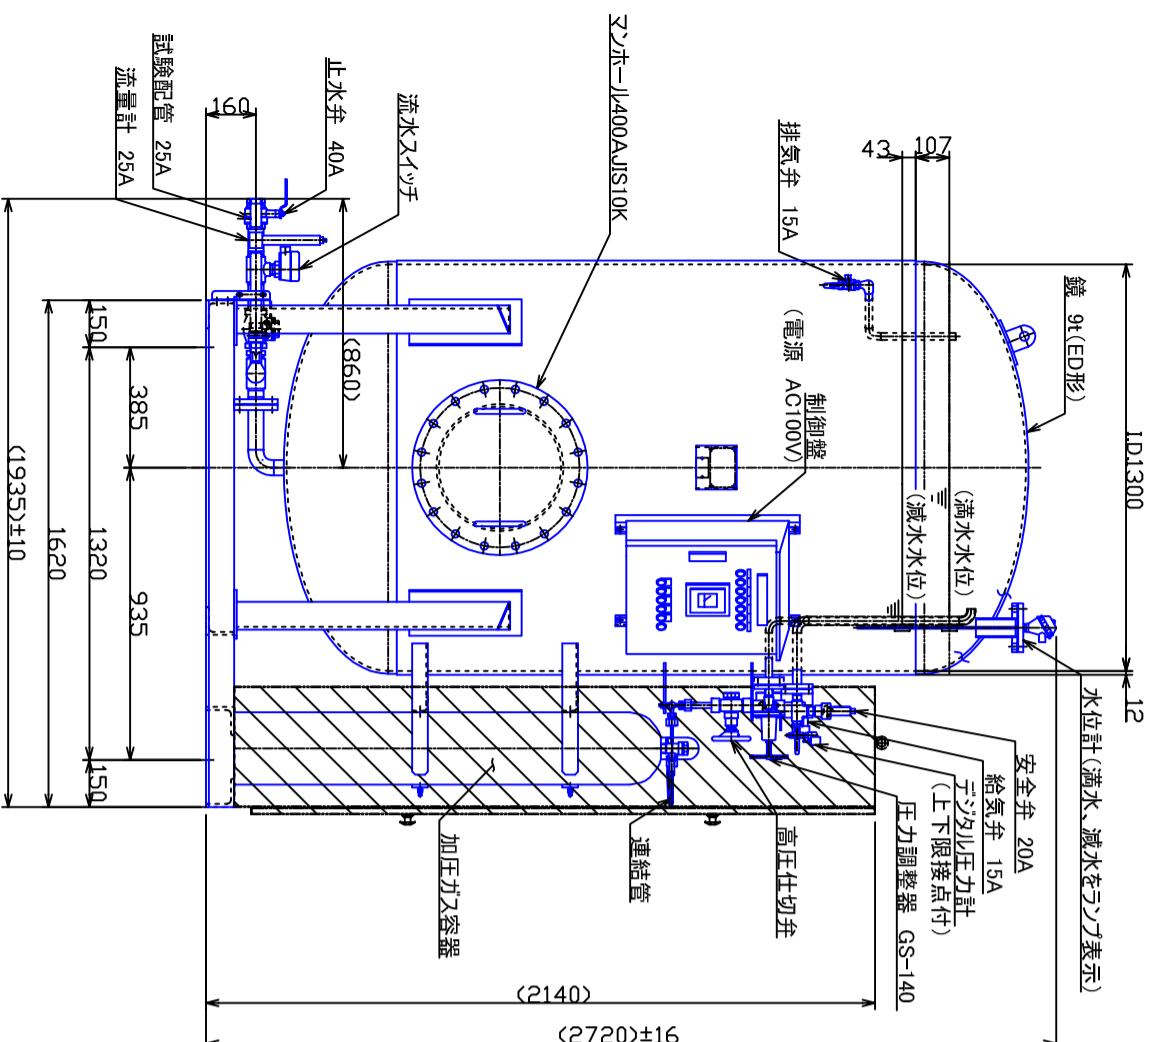 マンホール400AJIS10K
止水弁 40A
試験配管 25A
流量計 25A
流水スイッチ
排気弁 15A
鏡 9t(ED形)
制御盤
(電源 AC100V)
(満水水位)
(減水水位)
水位計(満水、減水をランプ表示)
安全弁 20A
給気弁 15A
デジタル圧力計
(上下限接点付)
圧力調整器 GS-140
高圧仕切弁
連結管
加圧ガス容器
160
43
107
I.D1300
12
(860)
150
385
935
1320
150
1620
(1935)±10
(2140)
(2720)±16